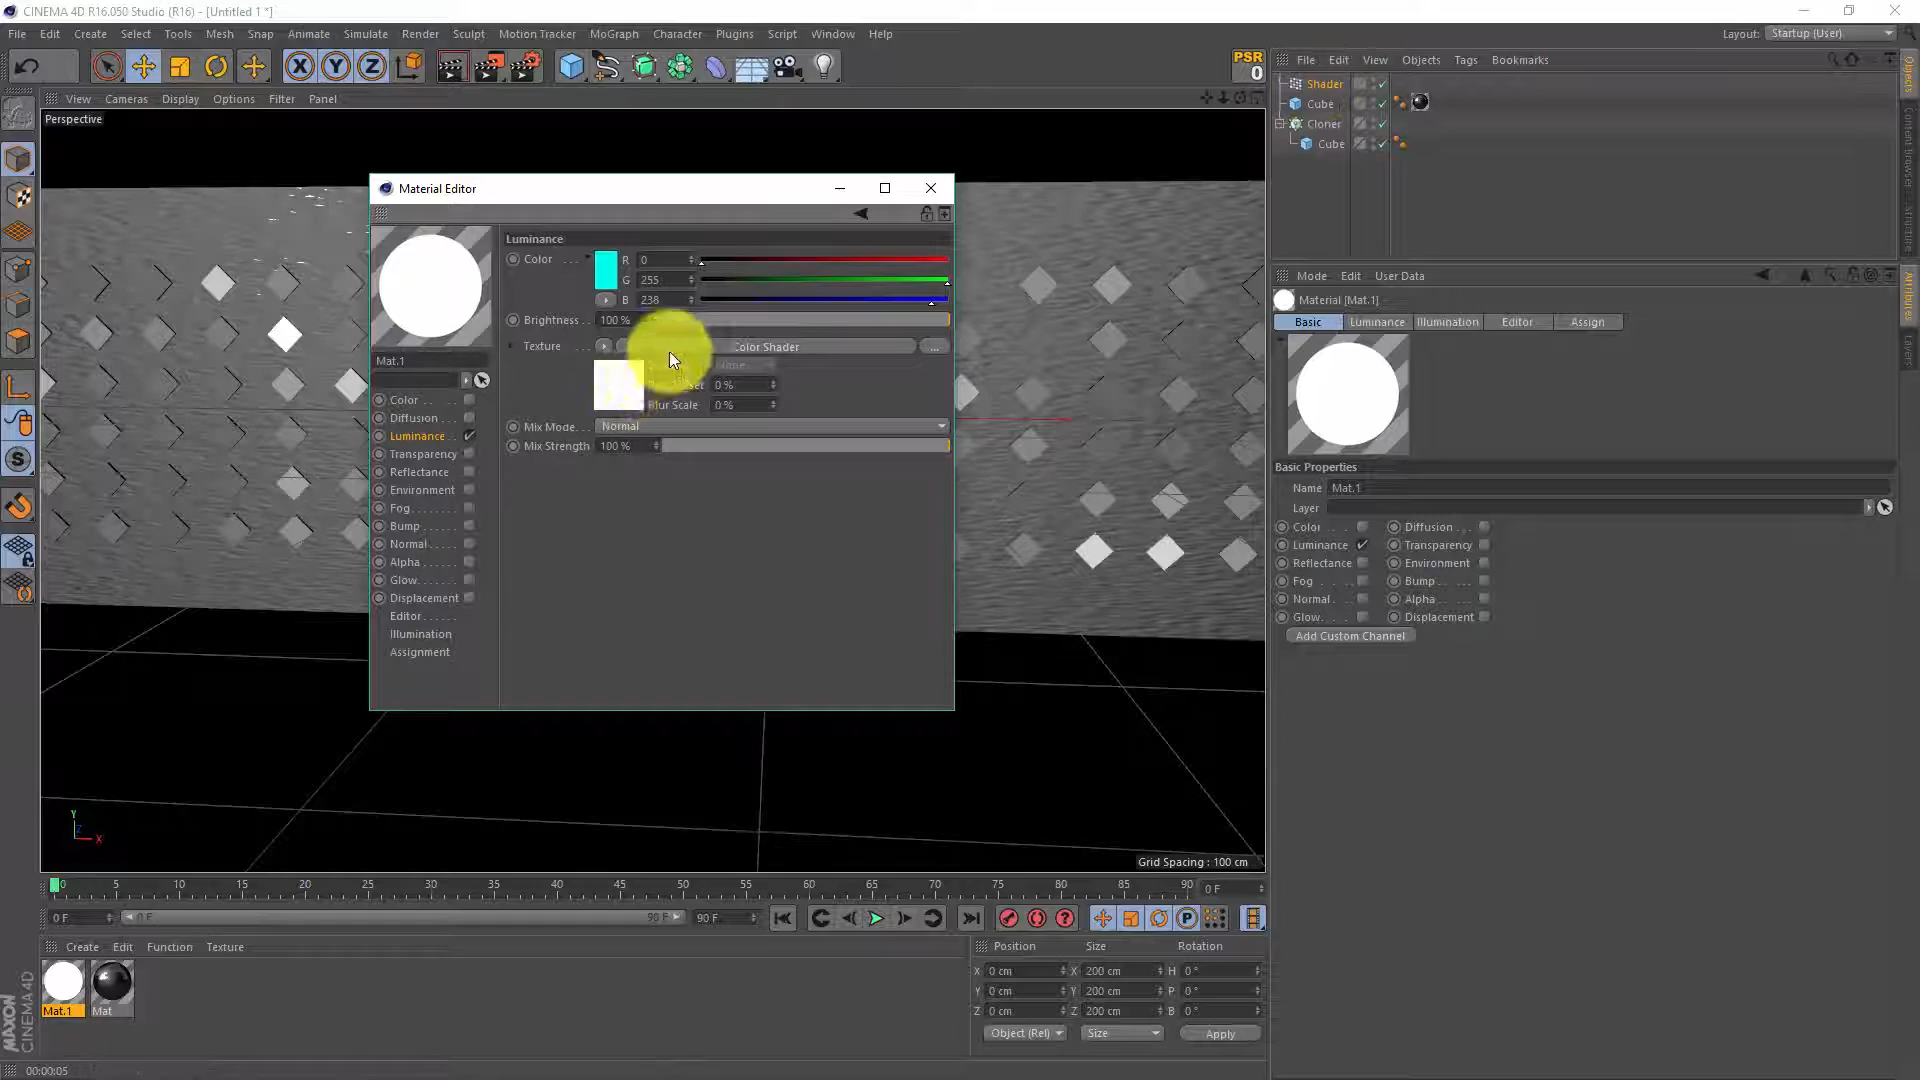 CINEMA 4D R16.050 Studio (R16) - [Untitled 1 *]
File Edit Create Select Tools Mesh Snap Animate Simulate Render Sculpt Motion Tracker MoGraph Character Plugins Script Window Help
Layout: Startup (User)
X Y Z
PSR
0
File Edit View Objects Tags Bookmarks
View Cameras Display Options Filter Panel
Perspective
Shader
Cube
Cloner
Cube
Objects
Content Browser
Structure
Material Editor
Mat.1
Color
Diffusion
Luminance
Transparency
Reflectance
Environment
Fog
Bump
Normal
Alpha
Glow
Displacement
Editor
Illumination
Assignment
Luminance
Color R 0
G 255
B 238
Brightness 100 %
Texture Color Shader ...
0 %
Blur Scale 0 %
Mix Mode Normal
Mix Strength 100 %
Mode Edit User Data
Material [Mat.1]
Basic Luminance Illumination Editor Assign
Attributes
Layers
Basic Properties
Name Mat.1
Layer
Color Diffusion
Luminance Transparency
Reflectance Environment
Fog Bump
Normal Alpha
Glow Displacement
Add Custom Channel
Y
Z
X
Grid Spacing : 100 cm
0 5 10 15 20 25 30 35 40 45 50 55 60 65 70 75 80 85 90 0 F
0 F 0 F 90 F 90 F
Create Edit Function Texture
Mat.1 Mat
Position Size Rotation
X 0 cm X 200 cm H 0 °
Y 0 cm Y 200 cm P 0 °
Z 0 cm Z 200 cm B 0 °
Object (Rel) Size Apply
MAXON
CINEMA 4D
00:00:05